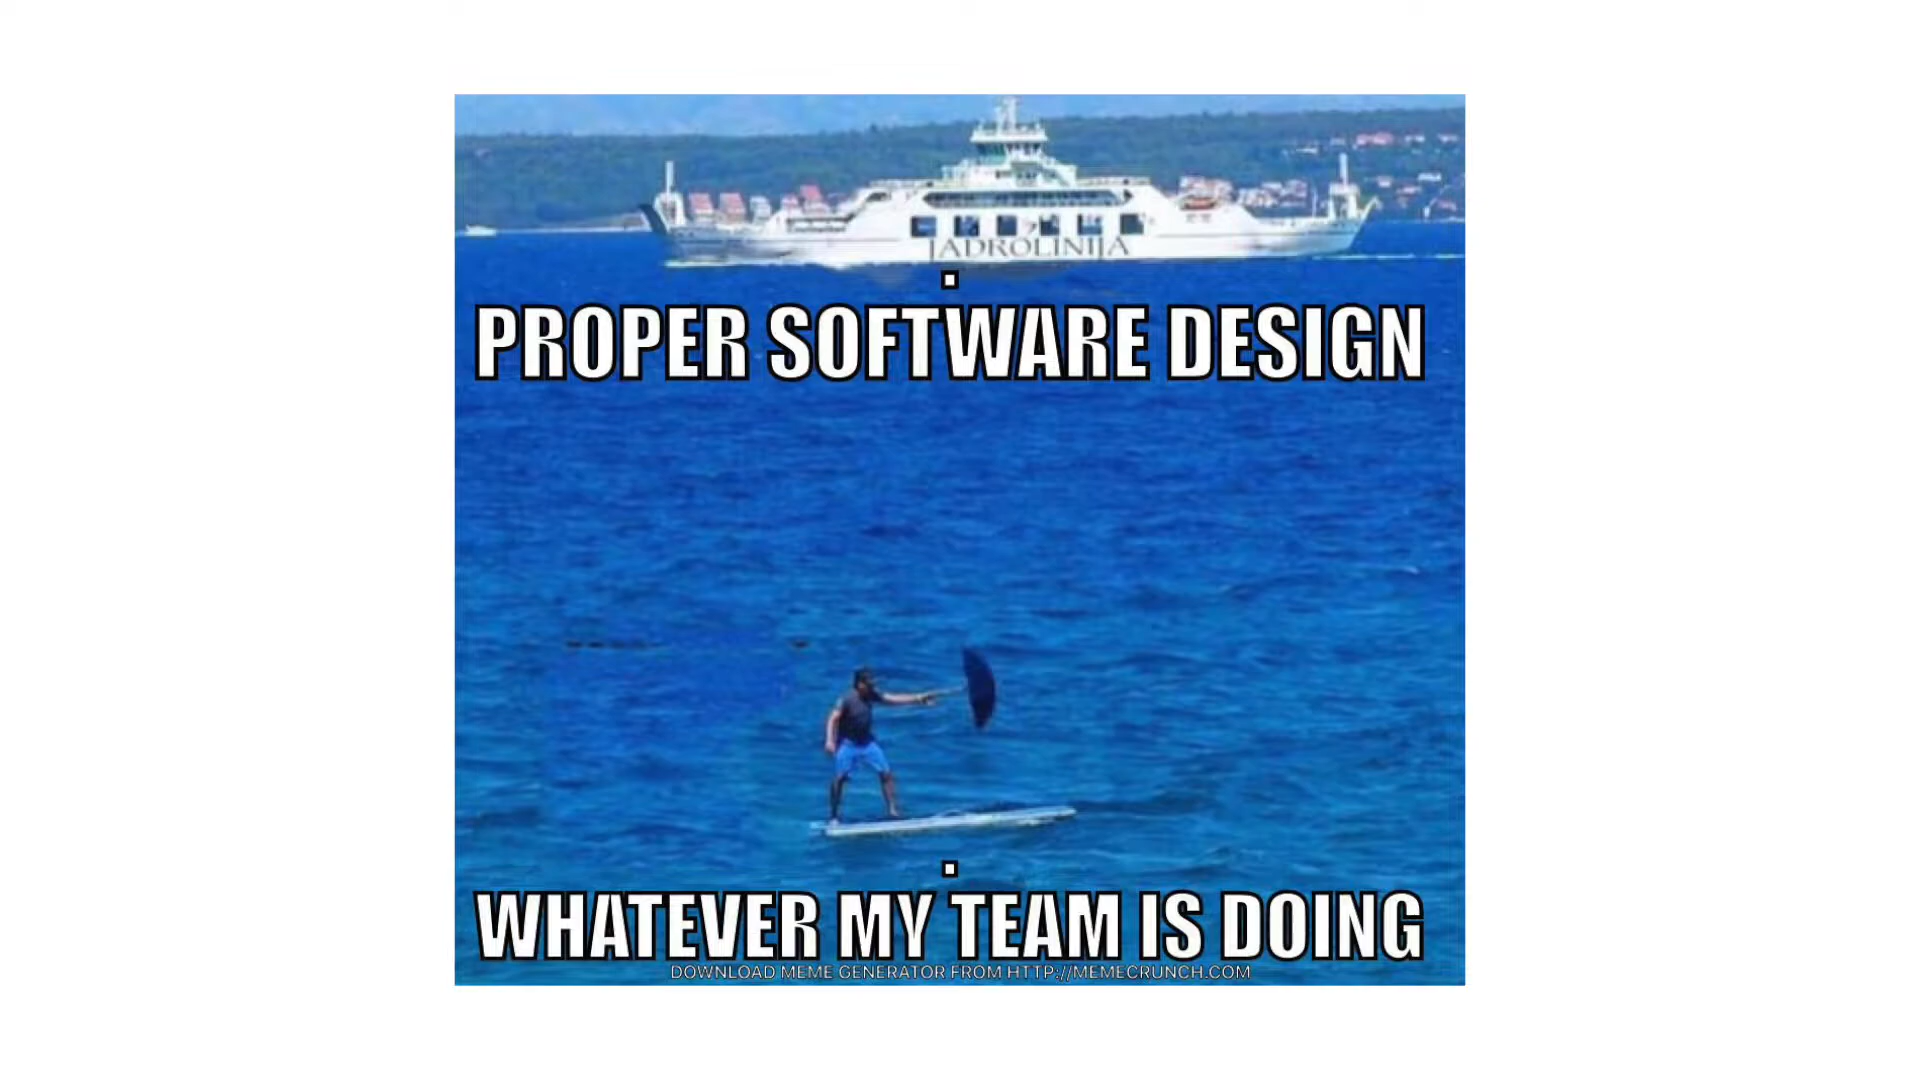 JADROLINIJA
.
PROPER SOFTWARE DESIGN
.
WHATEVER MY TEAM IS DOING
DOWNLOAD MEME GENERATOR FROM HTTP://MEMECRUNCH.COM